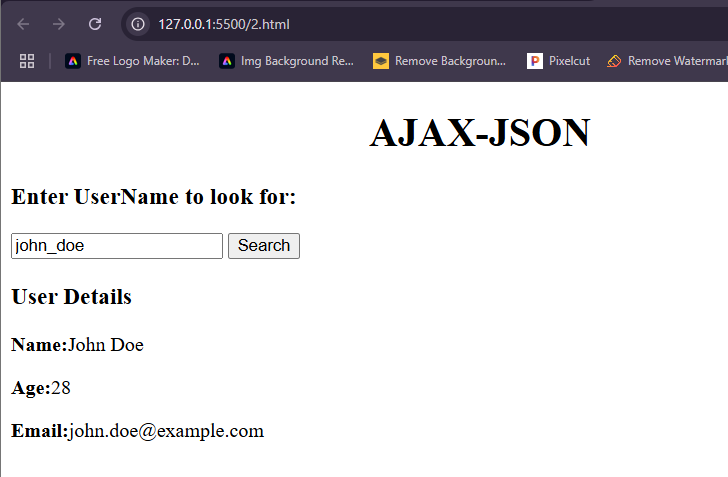 127.0.0.1:5500/2.html
Free Logo Maker: D... Img Background Re... Remove Backgroun... Pixelcut Remove Watermar
AJAX-JSON
Enter UserName to look for:
john_doe Search
User Details
Name:John Doe
Age:28
Email:john.doe@example.com